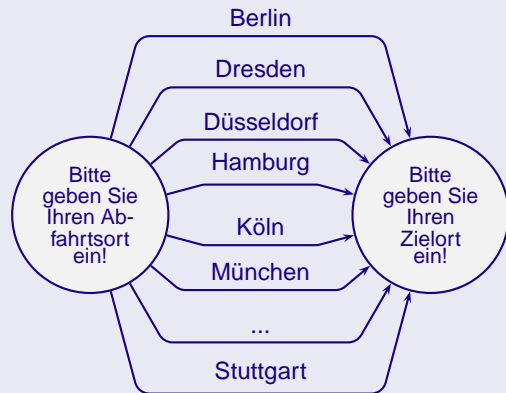 Berlin
Dresden
Düsseldorf
Hamburg
Köln
München
...
Stuttgart
Bitte
geben Sie
Ihren Ab-
fahrtsort
ein!
Bitte
geben Sie
Ihren
Zielort
ein!